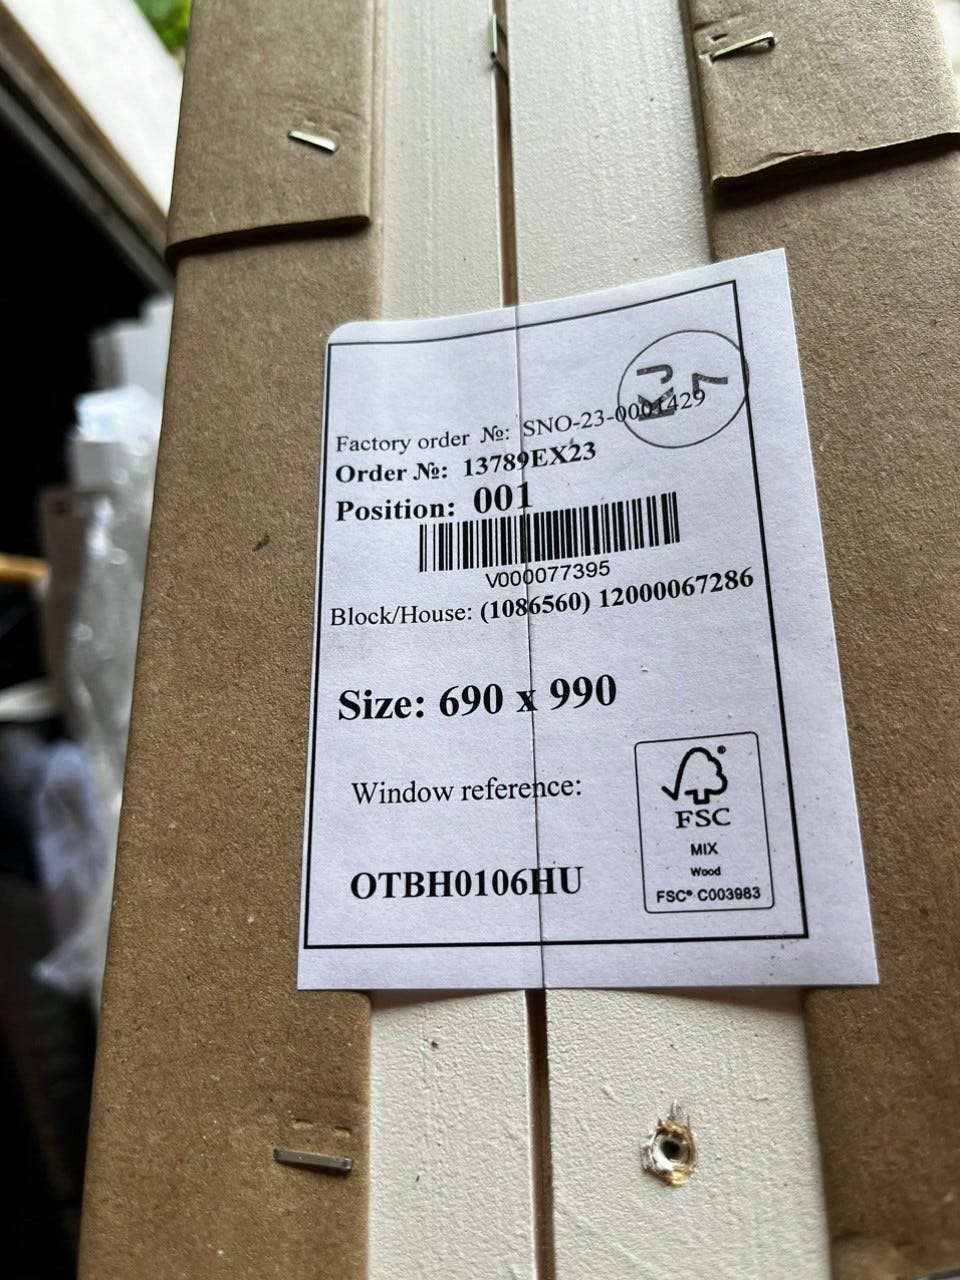 Factory order №: SNO-23-0001429
Order №: 13789EX23
Position: 001
V000077395
Block/House: (1086560) 12000067286
Size: 690 x 990
Window reference:
OTBH0106HU
FSC®
MIX
Wood
FSC® C003983